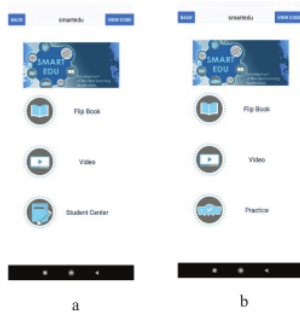 BACK smartedu VIEW CODE
SMART
EDU
Flip Book
Video
Student Center
a
BACK smartedu VIEW CODE
SMART
EDU
Flip Book
Video
Practice
b